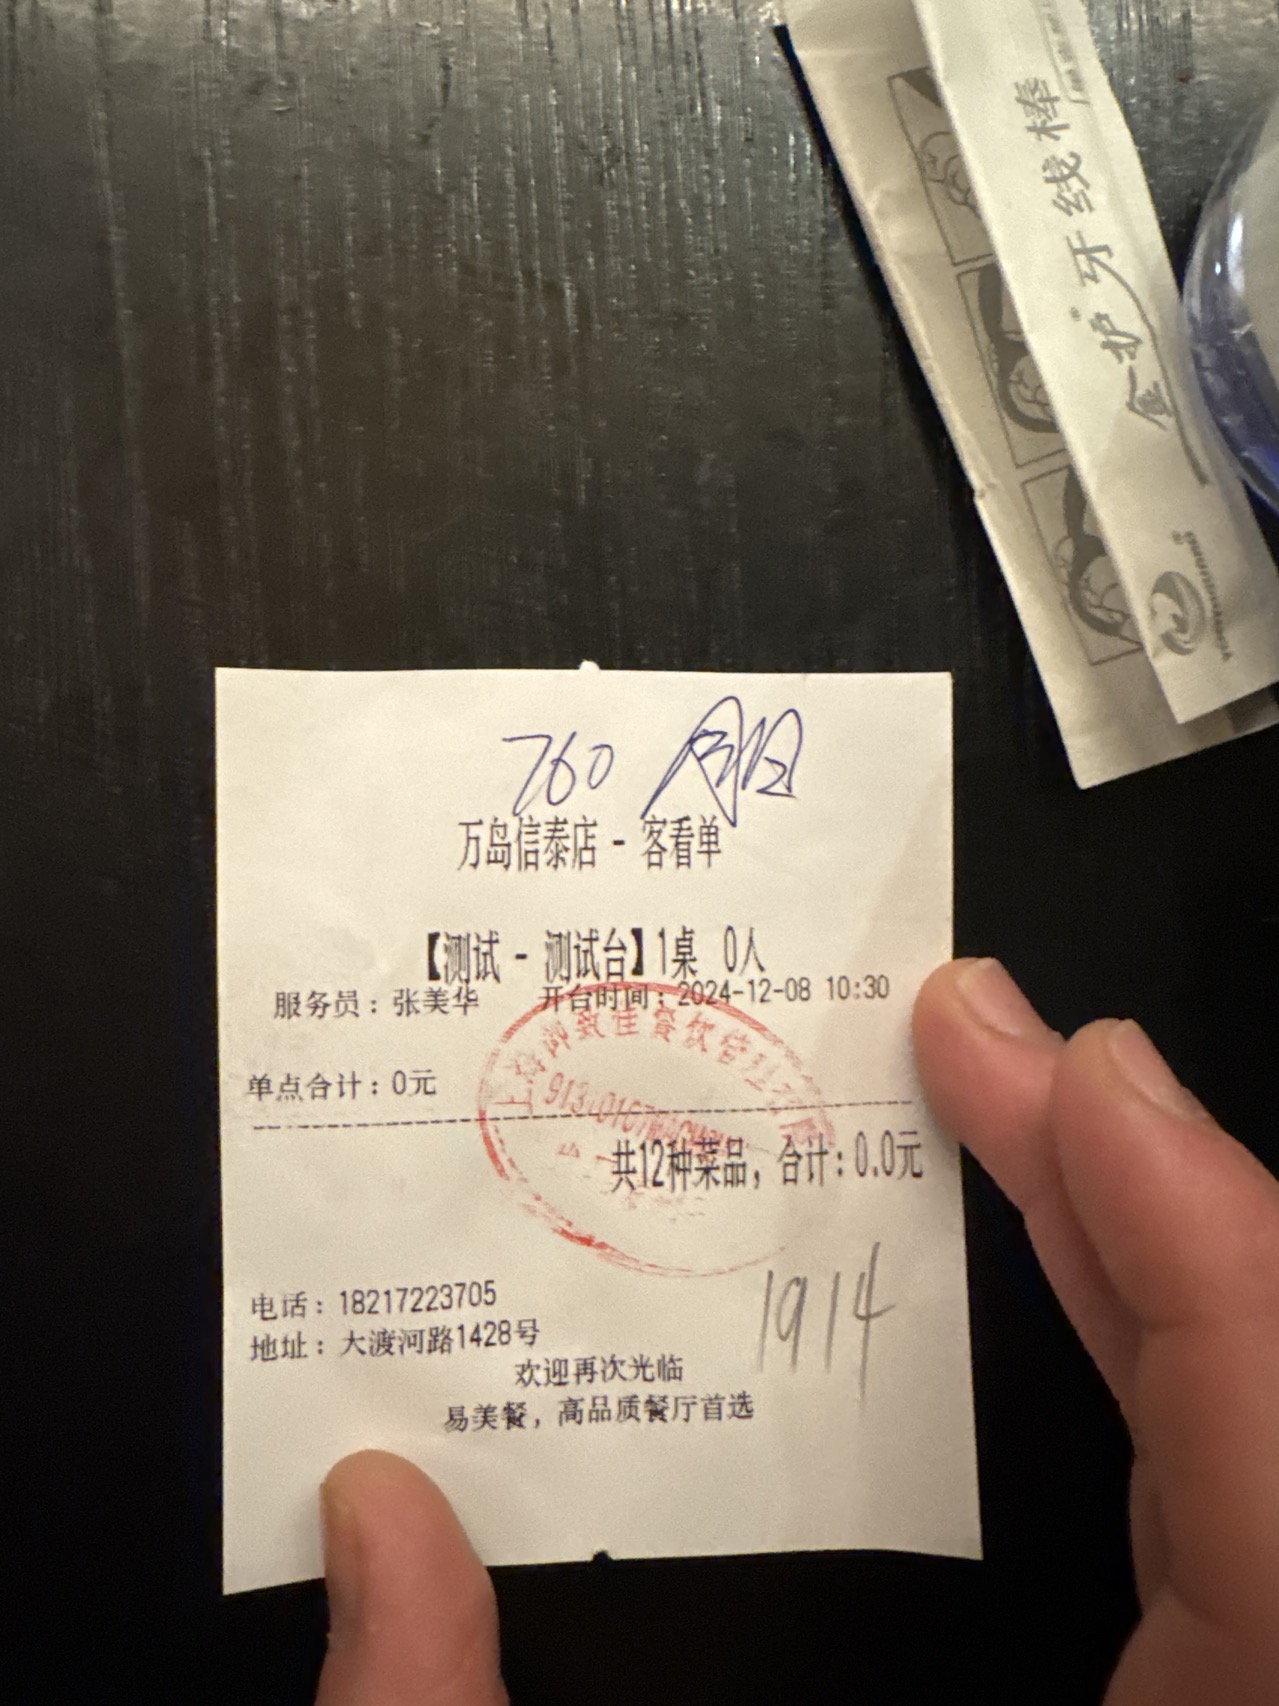 金护®牙线棒
760
万岛信泰店 - 客看单
【测试 - 测试台】1桌 0人
服务员：张美华 开台时间：2024-12-08 10:30
单点合计：0元
共12种菜品，合计：0.0元
1914
电话：18217223705
地址：大渡河路1428号
欢迎再次光临
易美餐，高品质餐厅首选